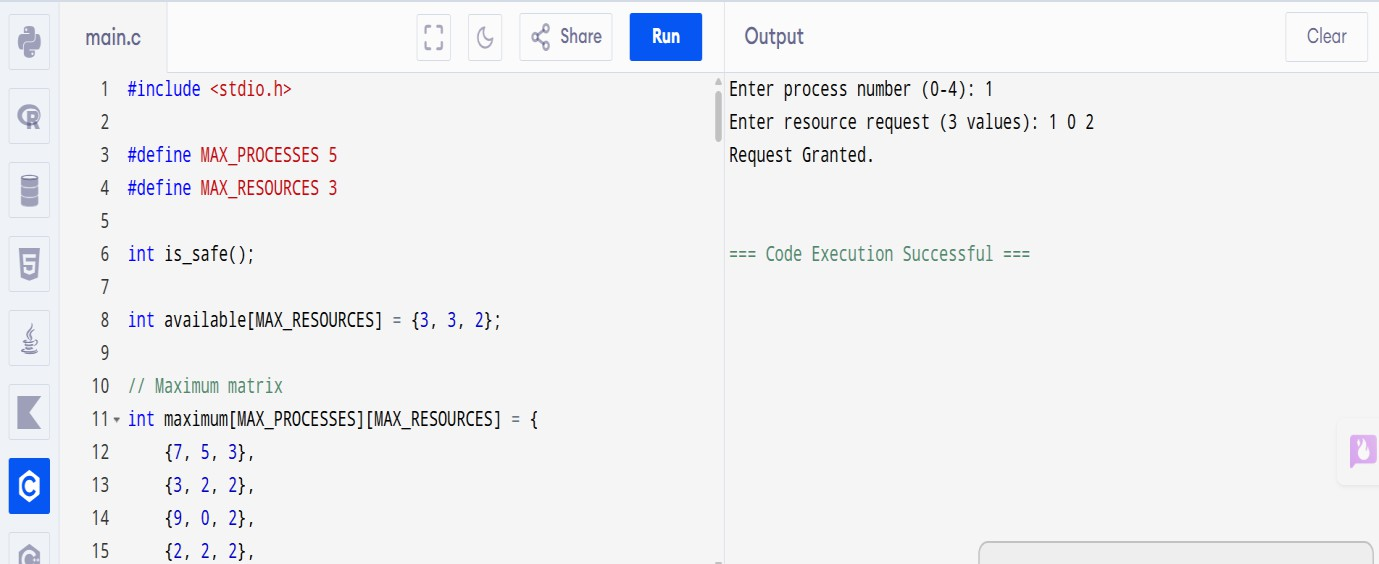 main.c
Share
Run
Output
Clear
1 #include <stdio.h>
2
3 #define MAX_PROCESSES 5
4 #define MAX_RESOURCES 3
5
6 int is_safe();
7
8 int available[MAX_RESOURCES] = {3, 3, 2};
9
10 // Maximum matrix
11 int maximum[MAX_PROCESSES][MAX_RESOURCES] = {
12     {7, 5, 3},
13     {3, 2, 2},
14     {9, 0, 2},
15     {2, 2, 2},
Enter process number (0-4): 1
Enter resource request (3 values): 1 0 2
Request Granted.
=== Code Execution Successful ===